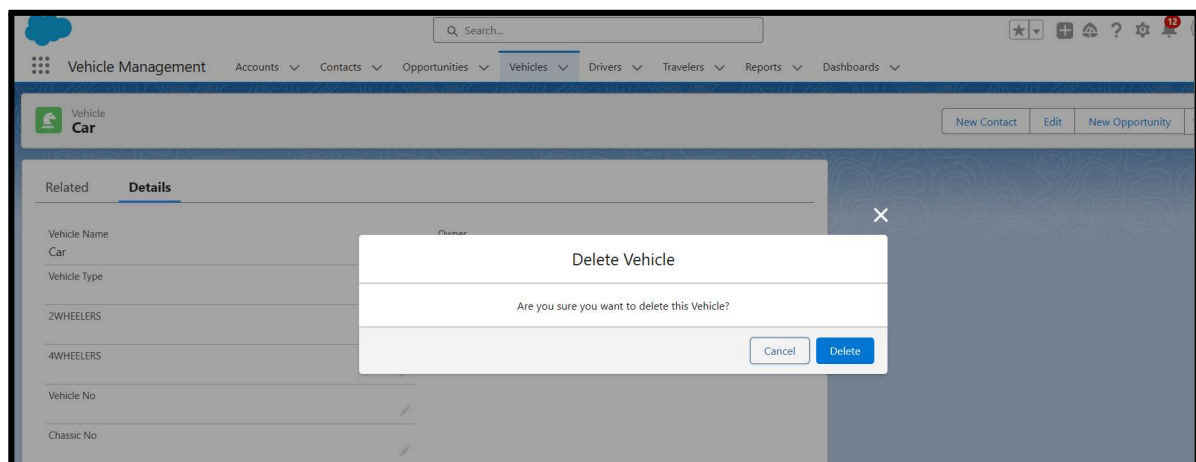 Search...
12
Vehicle Management Accounts Contacts Opportunities Vehicles Drivers Travelers Reports Dashboards
Vehicle
Car
New Contact Edit New Opportunity
Related Details
Vehicle Name
Car
Owner
Vehicle Type
2WHEELERS
4WHEELERS
Vehicle No
Chassic No
Delete Vehicle
Are you sure you want to delete this Vehicle?
Cancel Delete